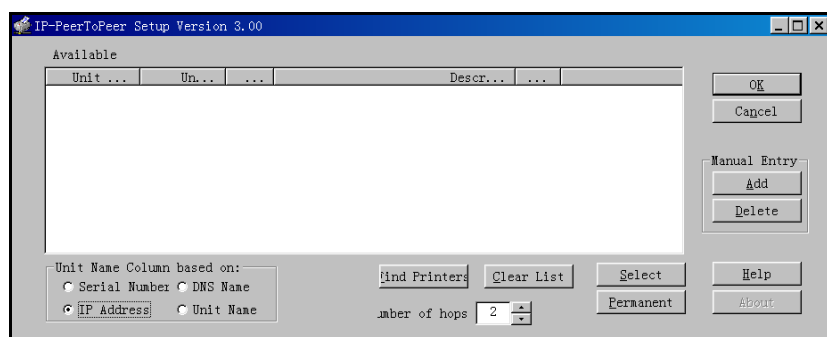 IP-PeerToPeer Setup Version 3.00
Available
Unit ... Un... ... Descr... ...
OK
Cancel
Manual Entry
Add
Delete
Unit Name Column based on:
Serial Number DNS Name
IP Address Unit Name
Find Printers Clear List Select Help
umber of hops 2 Permanent About